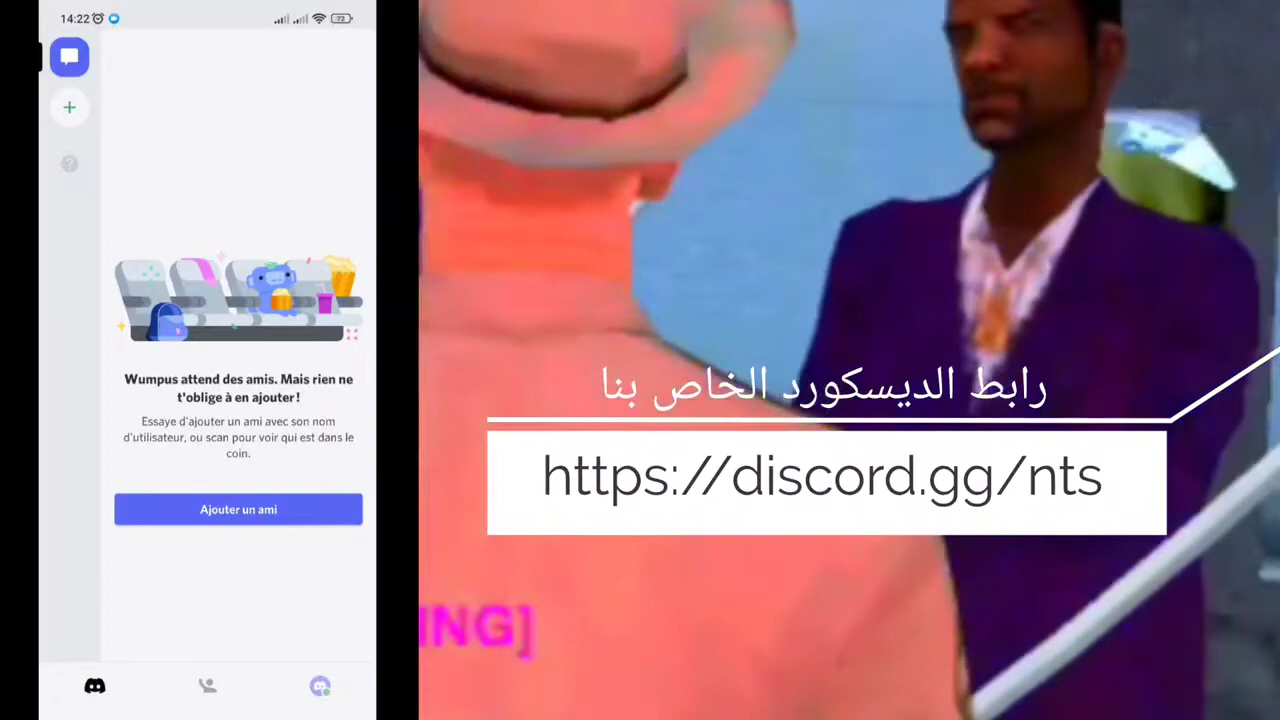 14:22
72
Wumpus attend des amis. Mais rien ne
t'oblige à en ajouter !
Essaye d'ajouter un ami avec son nom
d'utilisateur, ou scan pour voir qui est dans le
coin.
Ajouter un ami
رابط الديسكورد الخاص بنا
https://discord.gg/nts
ING]